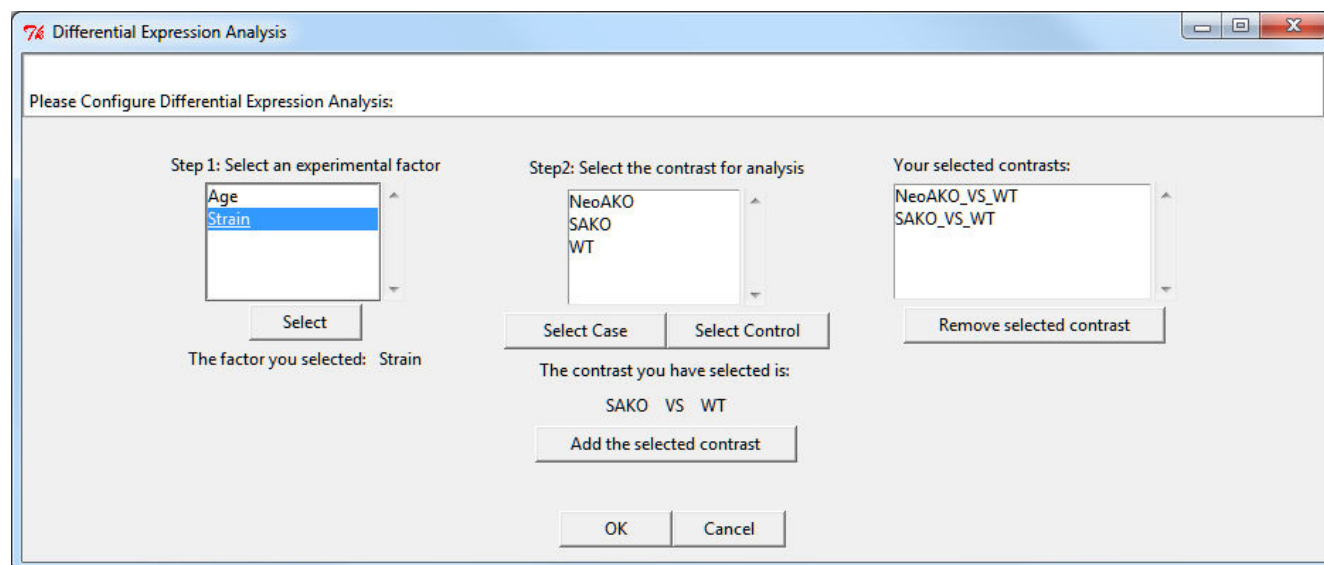 Differential Expression Analysis
Please Configure Differential Expression Analysis:
Step 1: Select an experimental factor
Age
Strain
Select
The factor you selected: Strain
Step2: Select the contrast for analysis
NeoAKO
SAKO
WT
Select Case
Select Control
The contrast you have selected is:
SAKO VS WT
Add the selected contrast
Your selected contrasts:
NeoAKO_VS_WT
SAKO_VS_WT
Remove selected contrast
OK
Cancel